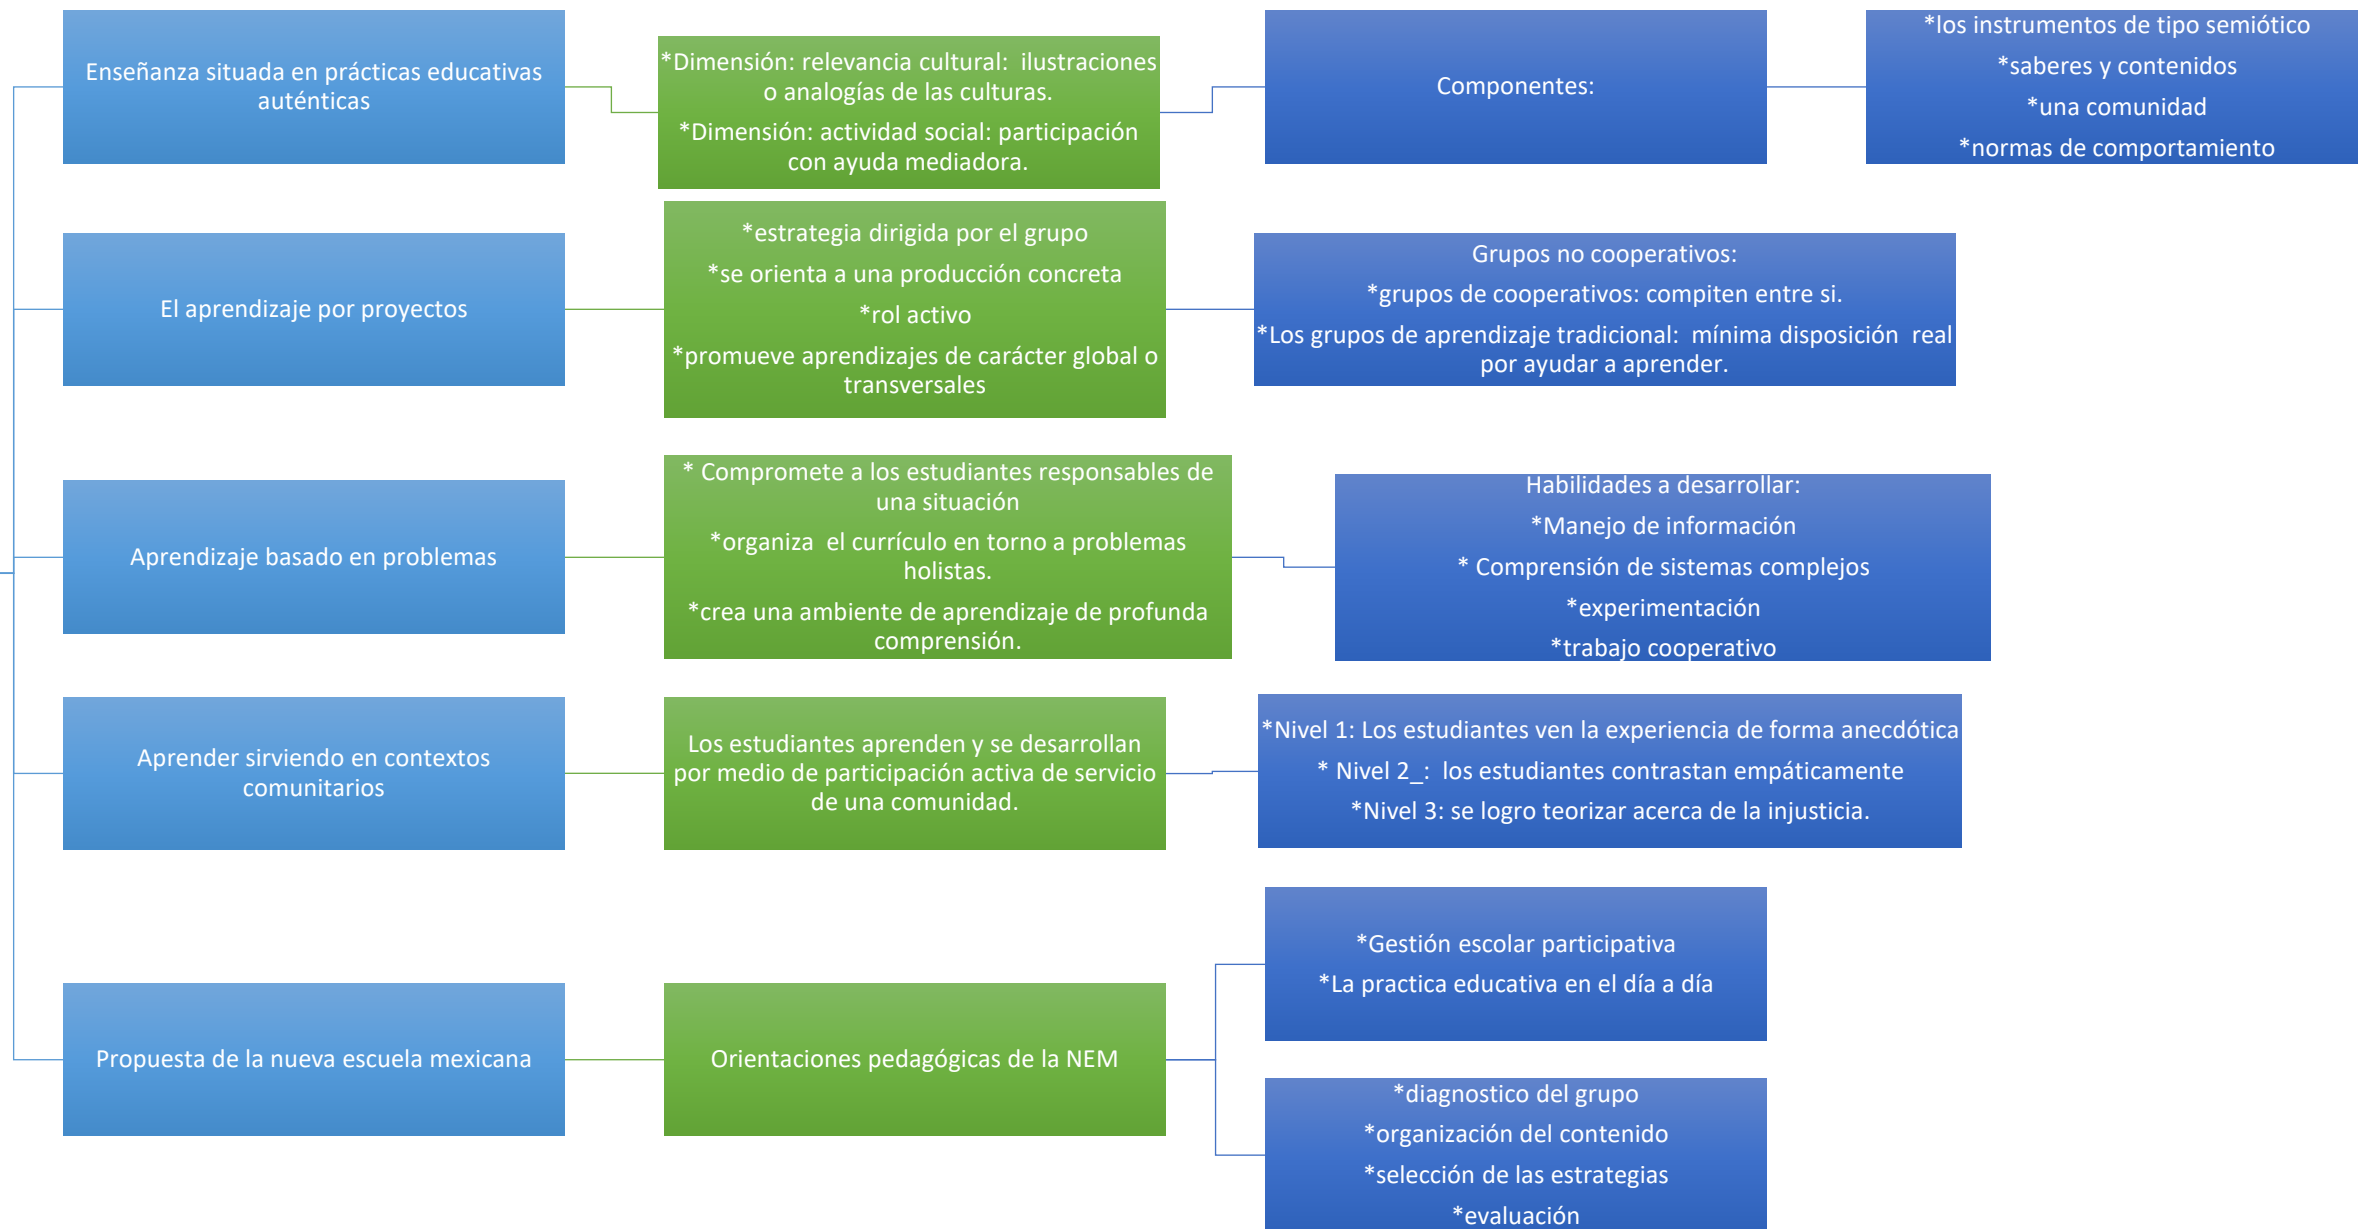 Enseñanza situada en prácticas educativas
auténticas
*Dimensión: relevancia cultural: ilustraciones
o analogías de las culturas.
*Dimensión: actividad social: participación
con ayuda mediadora.
Componentes:
*los instrumentos de tipo semiótico
*saberes y contenidos
*una comunidad
*normas de comportamiento
El aprendizaje por proyectos
*estrategia dirigida por el grupo
*se orienta a una producción concreta
*rol activo
*promueve aprendizajes de carácter global o
transversales
Grupos no cooperativos:
*grupos de cooperativos: compiten entre si.
*Los grupos de aprendizaje tradicional: mínima disposición real
por ayudar a aprender.
Aprendizaje basado en problemas
* Compromete a los estudiantes responsables de
una situación
*organiza el currículo en torno a problemas
holistas.
*crea una ambiente de aprendizaje de profunda
comprensión.
Habilidades a desarrollar:
*Manejo de información
* Comprensión de sistemas complejos
*experimentación
*trabajo cooperativo
Aprender sirviendo en contextos
comunitarios
Los estudiantes aprenden y se desarrollan
por medio de participación activa de servicio
de una comunidad.
*Nivel 1: Los estudiantes ven la experiencia de forma anecdótica
* Nivel 2_: los estudiantes contrastan empáticamente
*Nivel 3: se logro teorizar acerca de la injusticia.
Propuesta de la nueva escuela mexicana
Orientaciones pedagógicas de la NEM
*Gestión escolar participativa
*La practica educativa en el día a día
*diagnostico del grupo
*organización del contenido
*selección de las estrategias
*evaluación